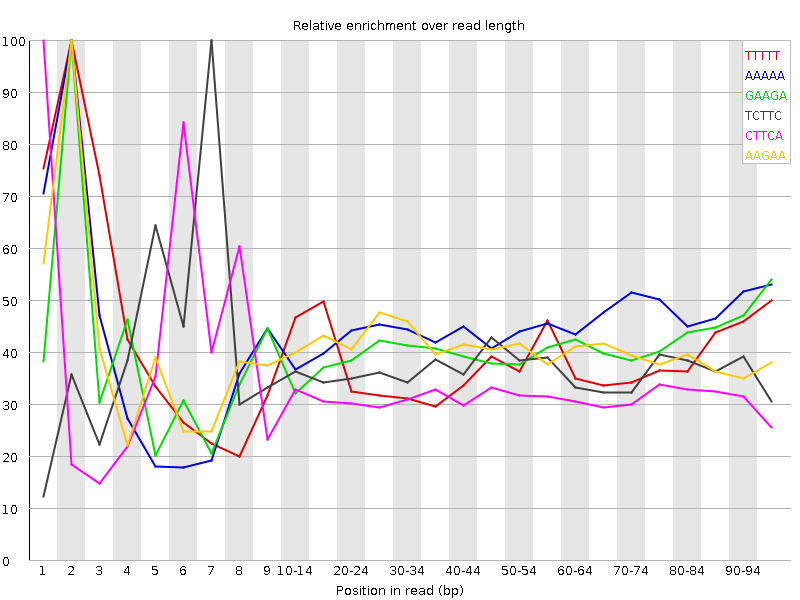 Relative enrichment over read length
100
90
80
70
60
50
40
30
20
10
0
TTTTT
AAAAA
GAAGA
TCTTC
CTTCA
AAGAA
1 2 3 4 5 6 7 8 9 10-14 20-24 30-34 40-44 50-54 60-64 70-74 80-84 90-94
Position in read (bp)